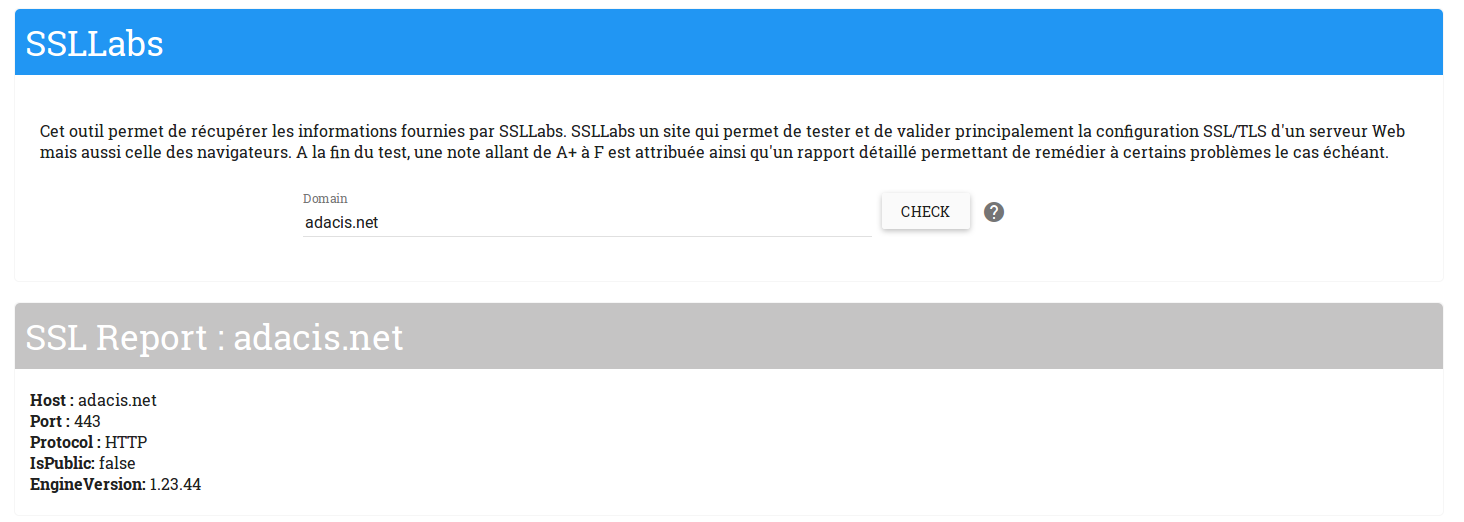 SSLLabs
Cet outil permet de récupérer les informations fournies par SSLLabs. SSLLabs un site qui permet de tester et de valider principalement la configuration SSL/TLS d'un serveur Web
mais aussi celle des navigateurs. A la fin du test, une note allant de A+ à F est attribuée ainsi qu'un rapport détaillé permettant de remédier à certains problèmes le cas échéant.
Domain
adacis.net
CHECK
?
SSL Report : adacis.net
Host : adacis.net
Port : 443
Protocol : HTTP
IsPublic: false
EngineVersion: 1.23.44